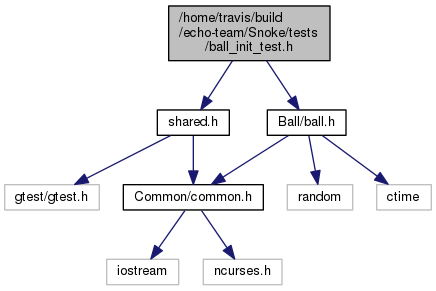 /home/travis/build
/echo-team/Snoke/tests
/ball_init_test.h
shared.h
Ball/ball.h
gtest/gtest.h
Common/common.h
random
ctime
iostream
ncurses.h